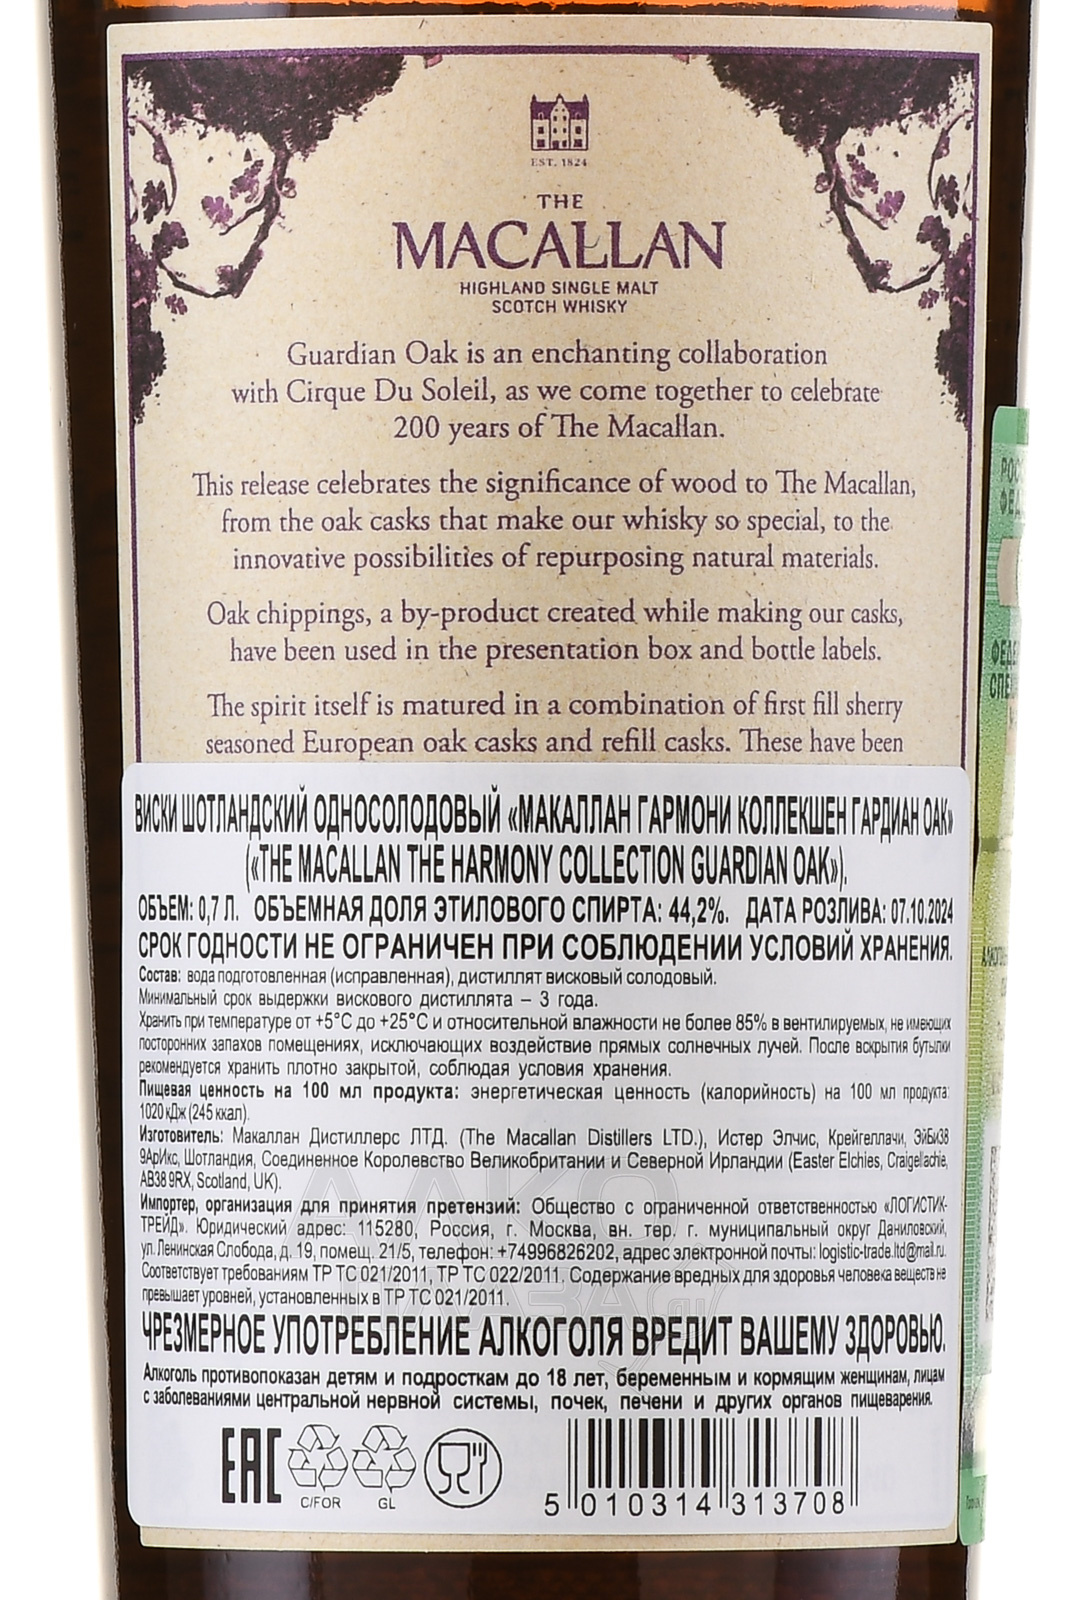 EST. 1824
THE
MACALLAN
HIGHLAND SINGLE MALT
SCOTCH WHISKY
Guardian Oak is an enchanting collaboration
with Cirque Du Soleil, as we come together to celebrate
200 years of The Macallan.
This release celebrates the significance of wood to The Macallan,
from the oak casks that make our whisky so special, to the
innovative possibilities of repurposing natural materials.
Oak chippings, a by-product created while making our casks,
have been used in the presentation box and bottle labels.
The spirit itself is matured in a combination of first fill sherry
seasoned European oak casks and refill casks. These have been
ВИСКИ ШОТЛАНДСКИЙ ОДНОСОЛОДОВЫЙ «МАКАЛЛАН ГАРМОНИ КОЛЛЕКШЕН ГАРДИАН ОАК»
(«THE MACALLAN THE HARMONY COLLECTION GUARDIAN OAK»).
ОБЪЕМ: 0,7 Л. ОБЪЕМНАЯ ДОЛЯ ЭТИЛОВОГО СПИРТА: 44,2%. ДАТА РОЗЛИВА: 07.10.2024
СРОК ГОДНОСТИ НЕ ОГРАНИЧЕН ПРИ СОБЛЮДЕНИИ УСЛОВИЙ ХРАНЕНИЯ.
Состав: вода подготовленная (исправленная), дистиллят висковый солодовый.
Минимальный срок выдержки вискового дистиллята – 3 года.
Хранить при температуре от +5°С до +25°С и относительной влажности не более 85% в вентилируемых, не имеющих
посторонних запахов помещениях, исключающих воздействие прямых солнечных лучей. После вскрытия бутылки
рекомендуется хранить плотно закрытой, соблюдая условия хранения.
Пищевая ценность на 100 мл продукта: энергетическая ценность (калорийность) на 100 мл продукта:
1020 кДж (245 ккал).
Изготовитель: Макаллан Дистиллерс ЛТД. (The Macallan Distillers LTD.), Истер Элчис, Крейгеллачи, ЭйБи38
9АрИкс, Шотландия, Соединенное Королевство Великобритании и Северной Ирландии (Easter Elchies, Craigellachie,
AB38 9RX, Scotland, UK).
Импортер, организация для принятия претензий: Общество с ограниченной ответственностью «ЛОГИСТИК-
ТРЕЙД». Юридический адрес: 115280, Россия, г. Москва, вн. тер. г. муниципальный округ Даниловский,
ул. Ленинская Слобода, д. 19, помещ. 21/5, телефон: +74996826202, адрес электронной почты: logistic-trade.ltd@mail.ru.
Соответствует требованиям ТР ТС 021/2011, ТР ТС 022/2011. Содержание вредных для здоровья человека веществ не
превышает уровней, установленных в ТР ТС 021/2011.
ЧРЕЗМЕРНОЕ УПОТРЕБЛЕНИЕ АЛКОГОЛЯ ВРЕДИТ ВАШЕМУ ЗДОРОВЬЮ.
Алкоголь противопоказан детям и подросткам до 18 лет, беременным и кормящим женщинам, лицам
с заболеваниями центральной нервной системы, почек, печени и других органов пищеварения.
EAC
C/FOR
GL
5 010314 313708